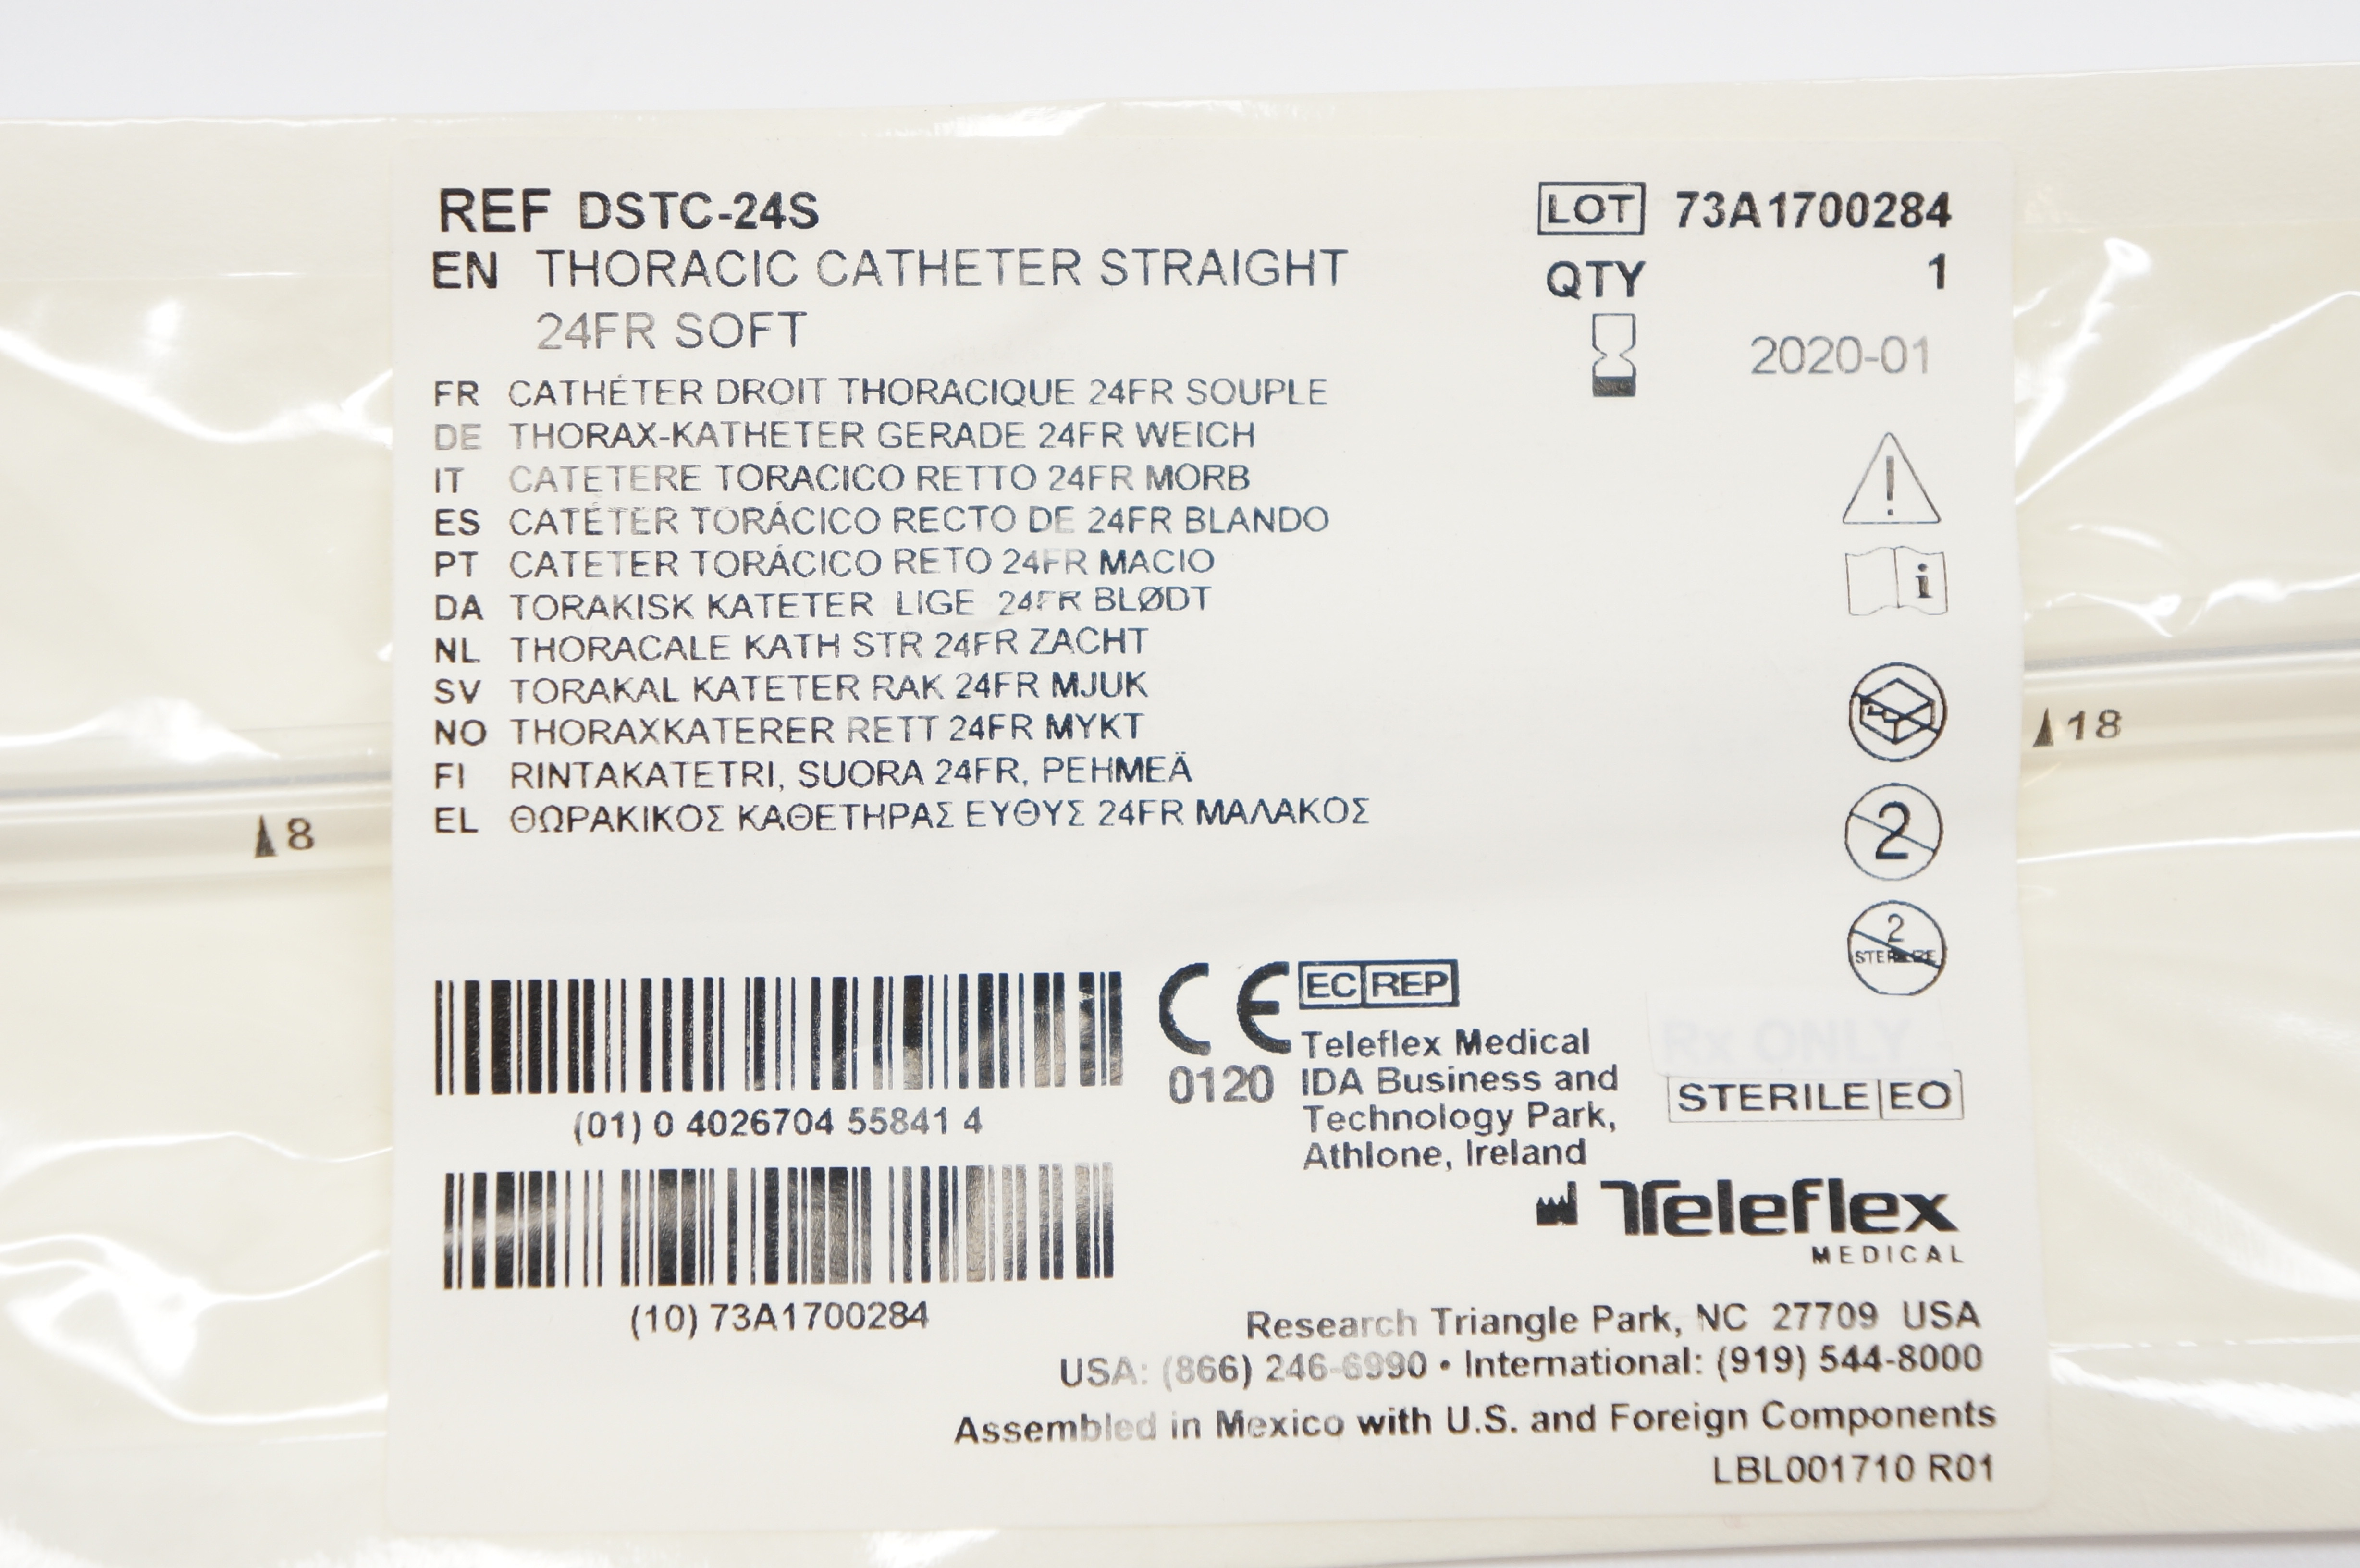 REF DSTC-24S
LOT 73A1700284
EN THORACIC CATHETER STRAIGHT
24FR SOFT
QTY 1
2020-01
FR CATHÉTER DROIT THORACIQUE 24FR SOUPLE
DE THORAX-KATHETER GERADE 24FR WEICH
IT CATETERE TORACICO RETTO 24FR MORB
ES CATÉTER TORÁCICO RECTO DE 24FR BLANDO
PT CATETER TORÁCICO RETO 24FR MACIO
DA TORAKISK KATETER LIGE 24FR BLØDT
NL THORACALE KATH STR 24FR ZACHT
SV TORAKAL KATETER RAK 24FR MJUK
NO THORAXKATERER RETT 24FR MYKT
FI RINTAKATETRI, SUORA 24FR, PEHMEÄ
EL ΘΩΡΑΚΙΚΟΣ ΚΑΘΕΤΗΡΑΣ ΕΥΘΥΣ 24FR ΜΑΛΑΚΟΣ
!
i
2
2
STERILIZE
8
18
(01) 0 4026704 55841 4
(10) 73A1700284
CE
0120
EC REP
Teleflex Medical
IDA Business and
Technology Park,
Athlone, Ireland
Rx ONLY
STERILE EO
Teleflex
MEDICAL
Research Triangle Park, NC 27709 USA
USA: (866) 246-6990 • International: (919) 544-8000
Assembled in Mexico with U.S. and Foreign Components
LBL001710 R01